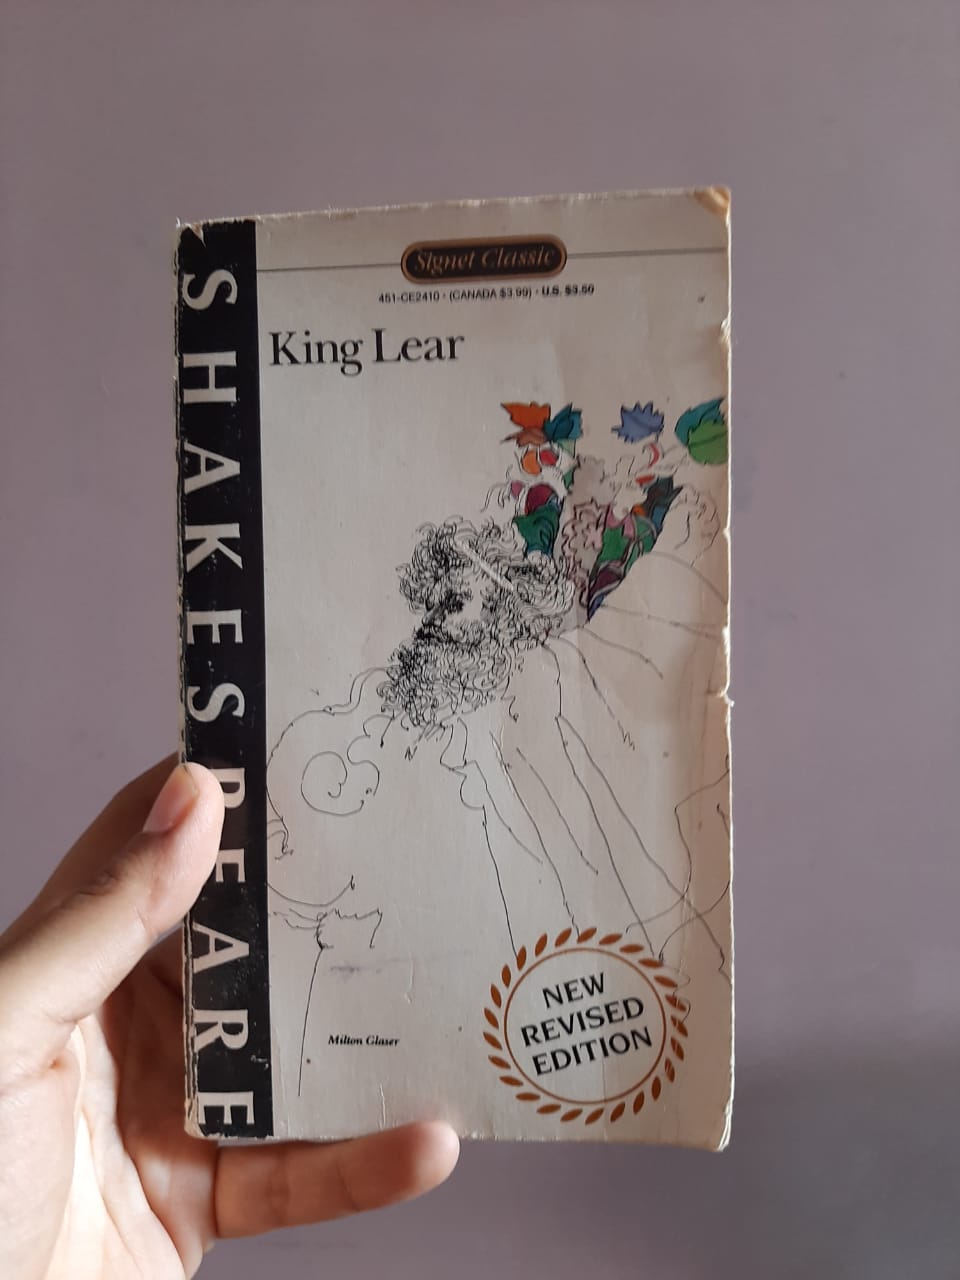 SHAKESPEARE
Signet Classic
451-CE2410 • (CANADA $3.99) • U.S. $3.50
King Lear
Milton Glaser
NEW
REVISED
EDITION